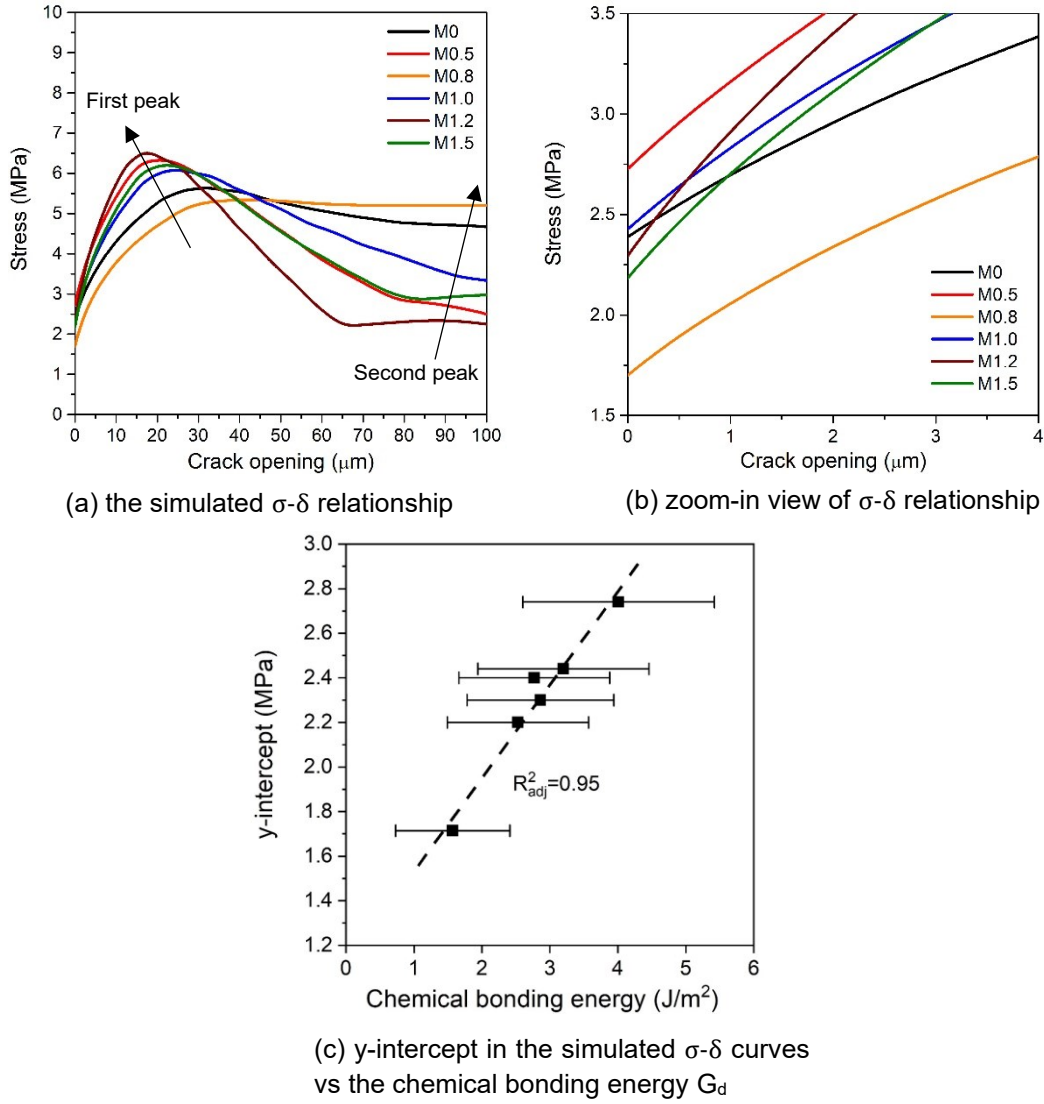 10
9
8
7
6
5
4
3
2
1
0
Stress (MPa)
First peak
Second peak
M0
M0.5
M0.8
M1.0
M1.2
M1.5
0 10 20 30 40 50 60 70 80 90 100
Crack opening (μm)
(a) the simulated σ-δ relationship
3.5
3.0
2.5
2.0
1.5
Stress (MPa)
M0
M0.5
M0.8
M1.0
M1.2
M1.5
0 1 2 3 4
Crack opening (μm)
(b) zoom-in view of σ-δ relationship
3.0
2.8
2.6
2.4
2.2
2.0
1.8
1.6
1.4
1.2
y-intercept (MPa)
R²adj=0.95
0 1 2 3 4 5 6
Chemical bonding energy (J/m²)
(c) y-intercept in the simulated σ-δ curves
vs the chemical bonding energy Gd